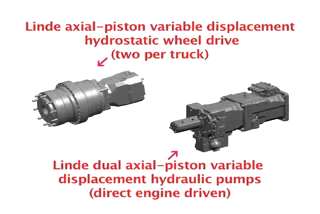 Linde axial-piston variable displacement
hydrostatic wheel drive
(two per truck)
Linde dual axial-piston variable
displacement hydraulic pumps
(direct engine driven)